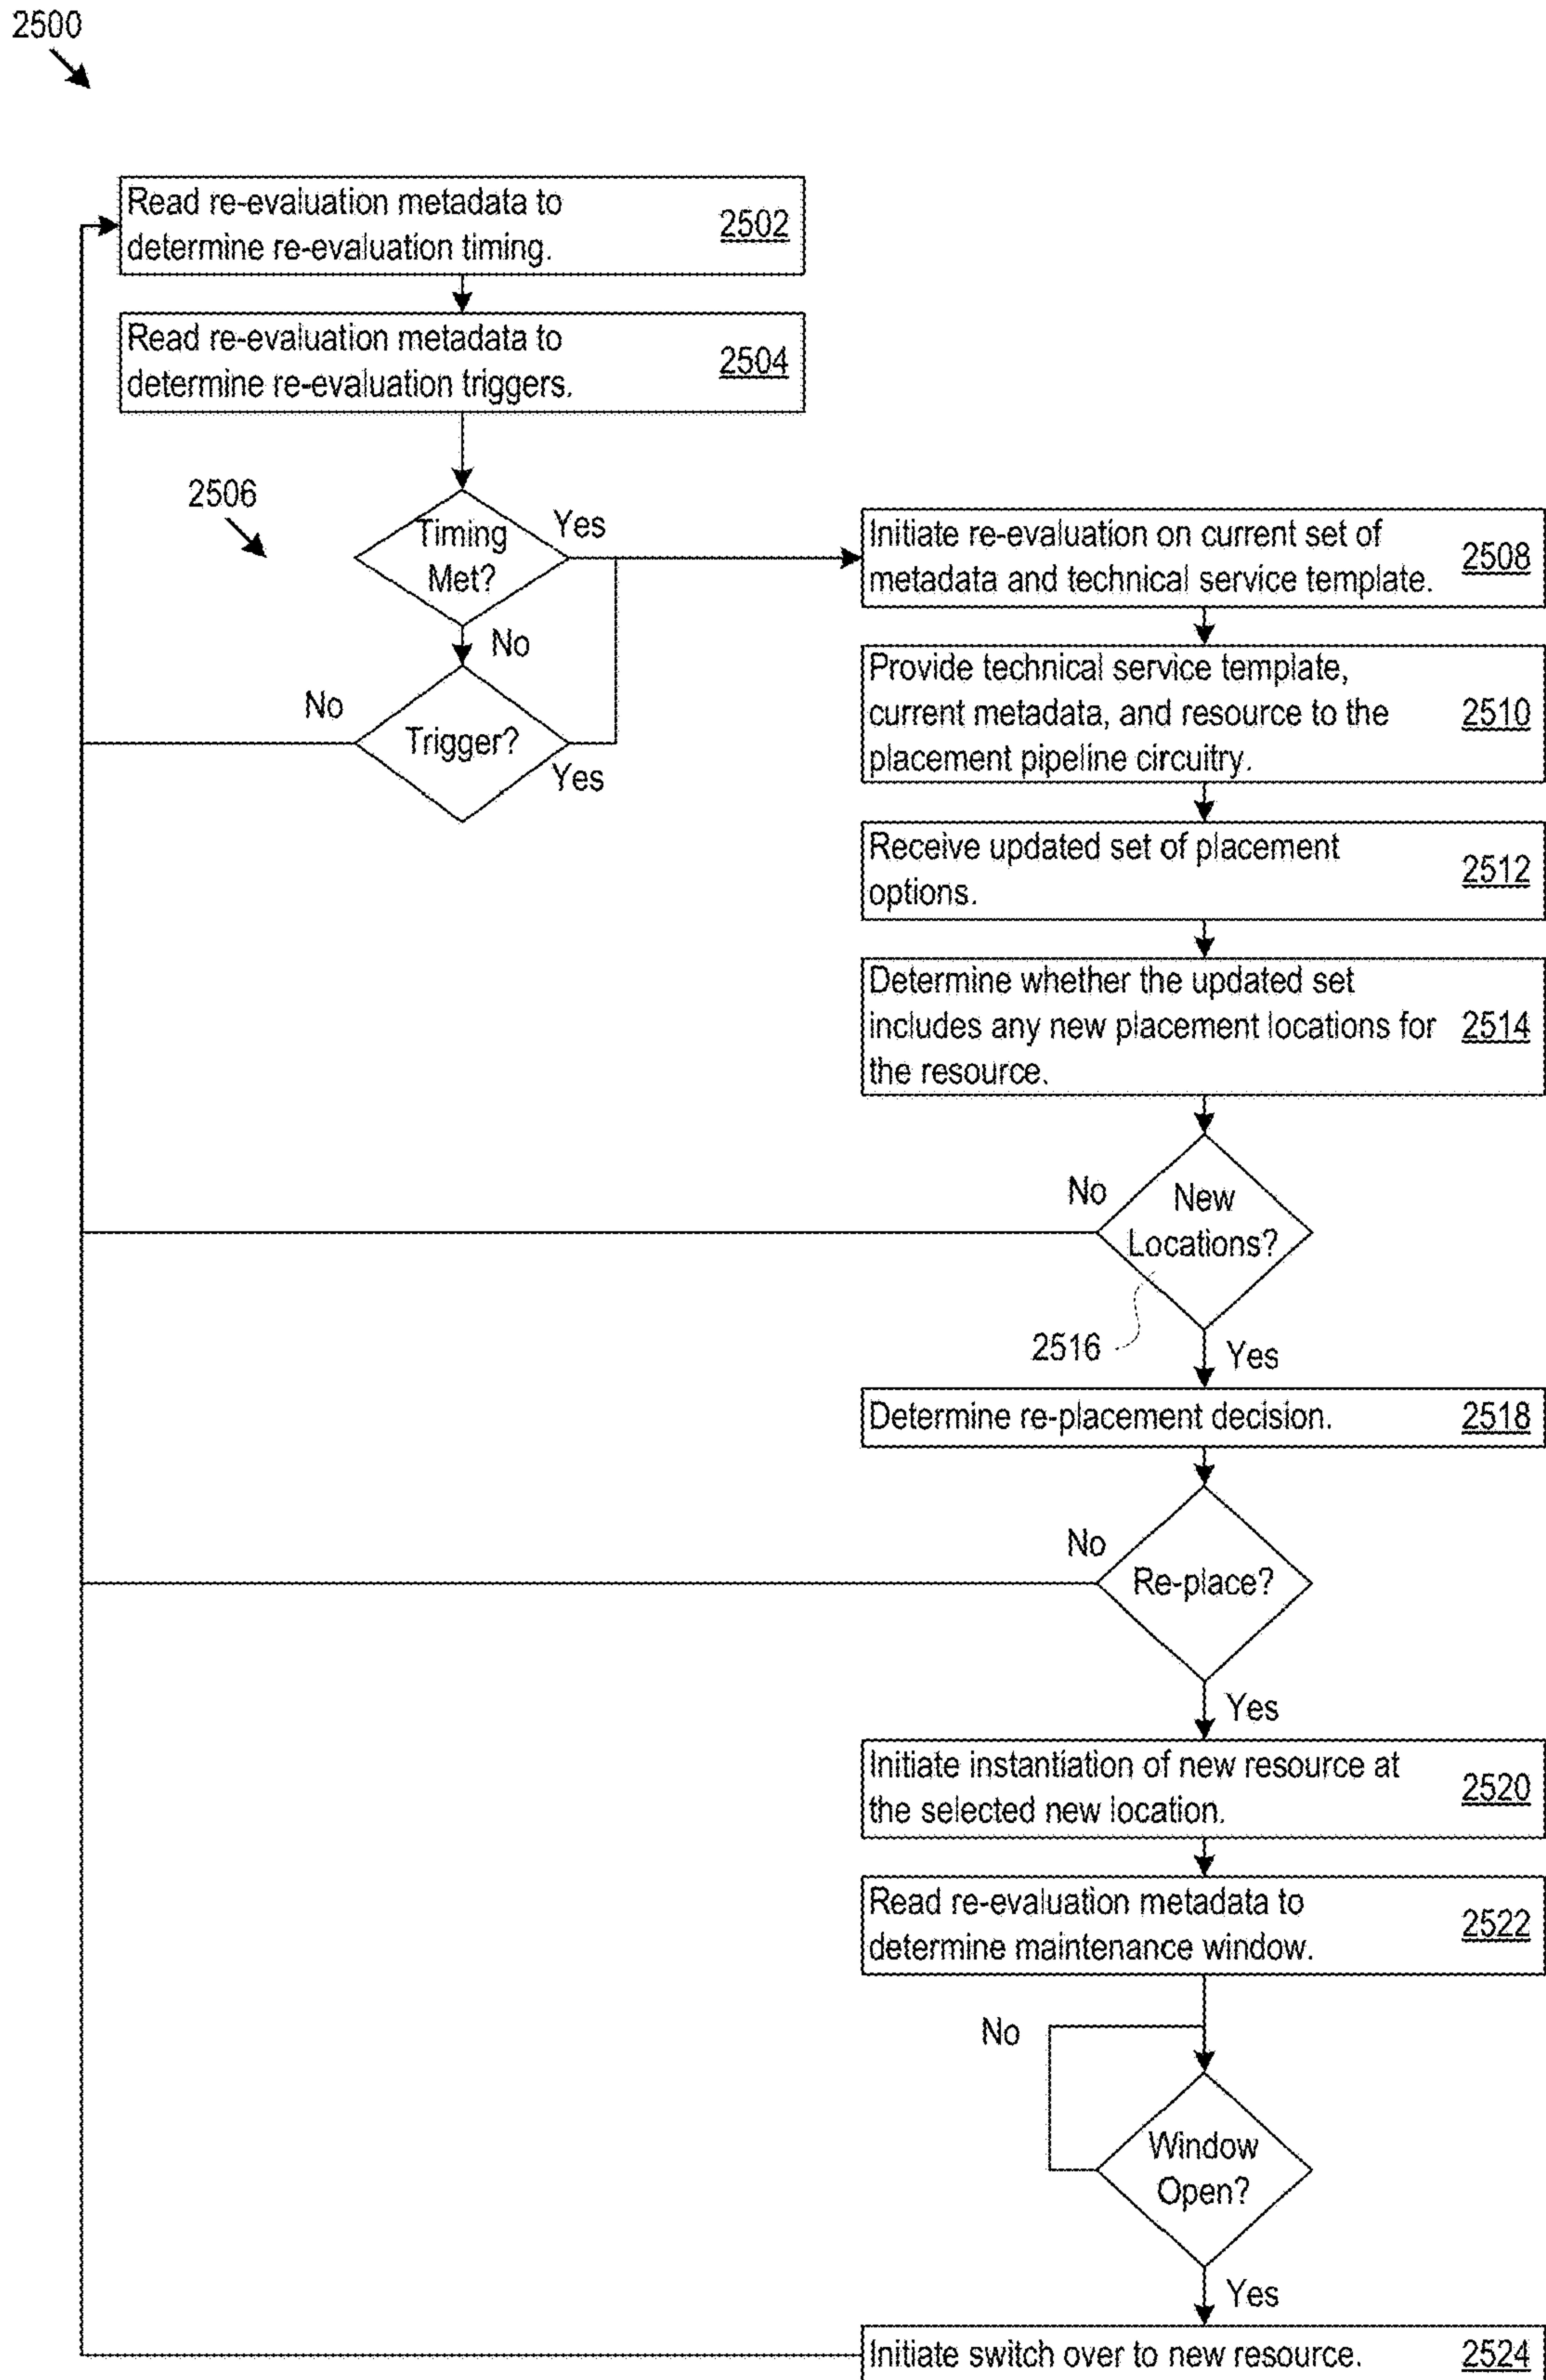 2500
Read re-evaluation metadata to
determine re-evaluation timing.
2502
Read re-evaluation metadata to
determine re-evaluation triggers.
2504
2506
Timing
Met?
Yes
No
Trigger?
No
Yes
Initiate re-evaluation on current set of
metadata and technical service template.
2508
Provide technical service template,
current metadata, and resource to the
placement pipeline circuitry.
2510
Receive updated set of placement
options.
2512
Determine whether the updated set
includes any new placement locations for
the resource.
2514
No
New
Locations?
2516
Yes
Determine re-placement decision.
2518
No
Re-place?
Yes
Initiate instantiation of new resource at
the selected new location.
2520
Read re-evaluation metadata to
determine maintenance window.
2522
No
Window
Open?
Yes
Initiate switch over to new resource.
2524